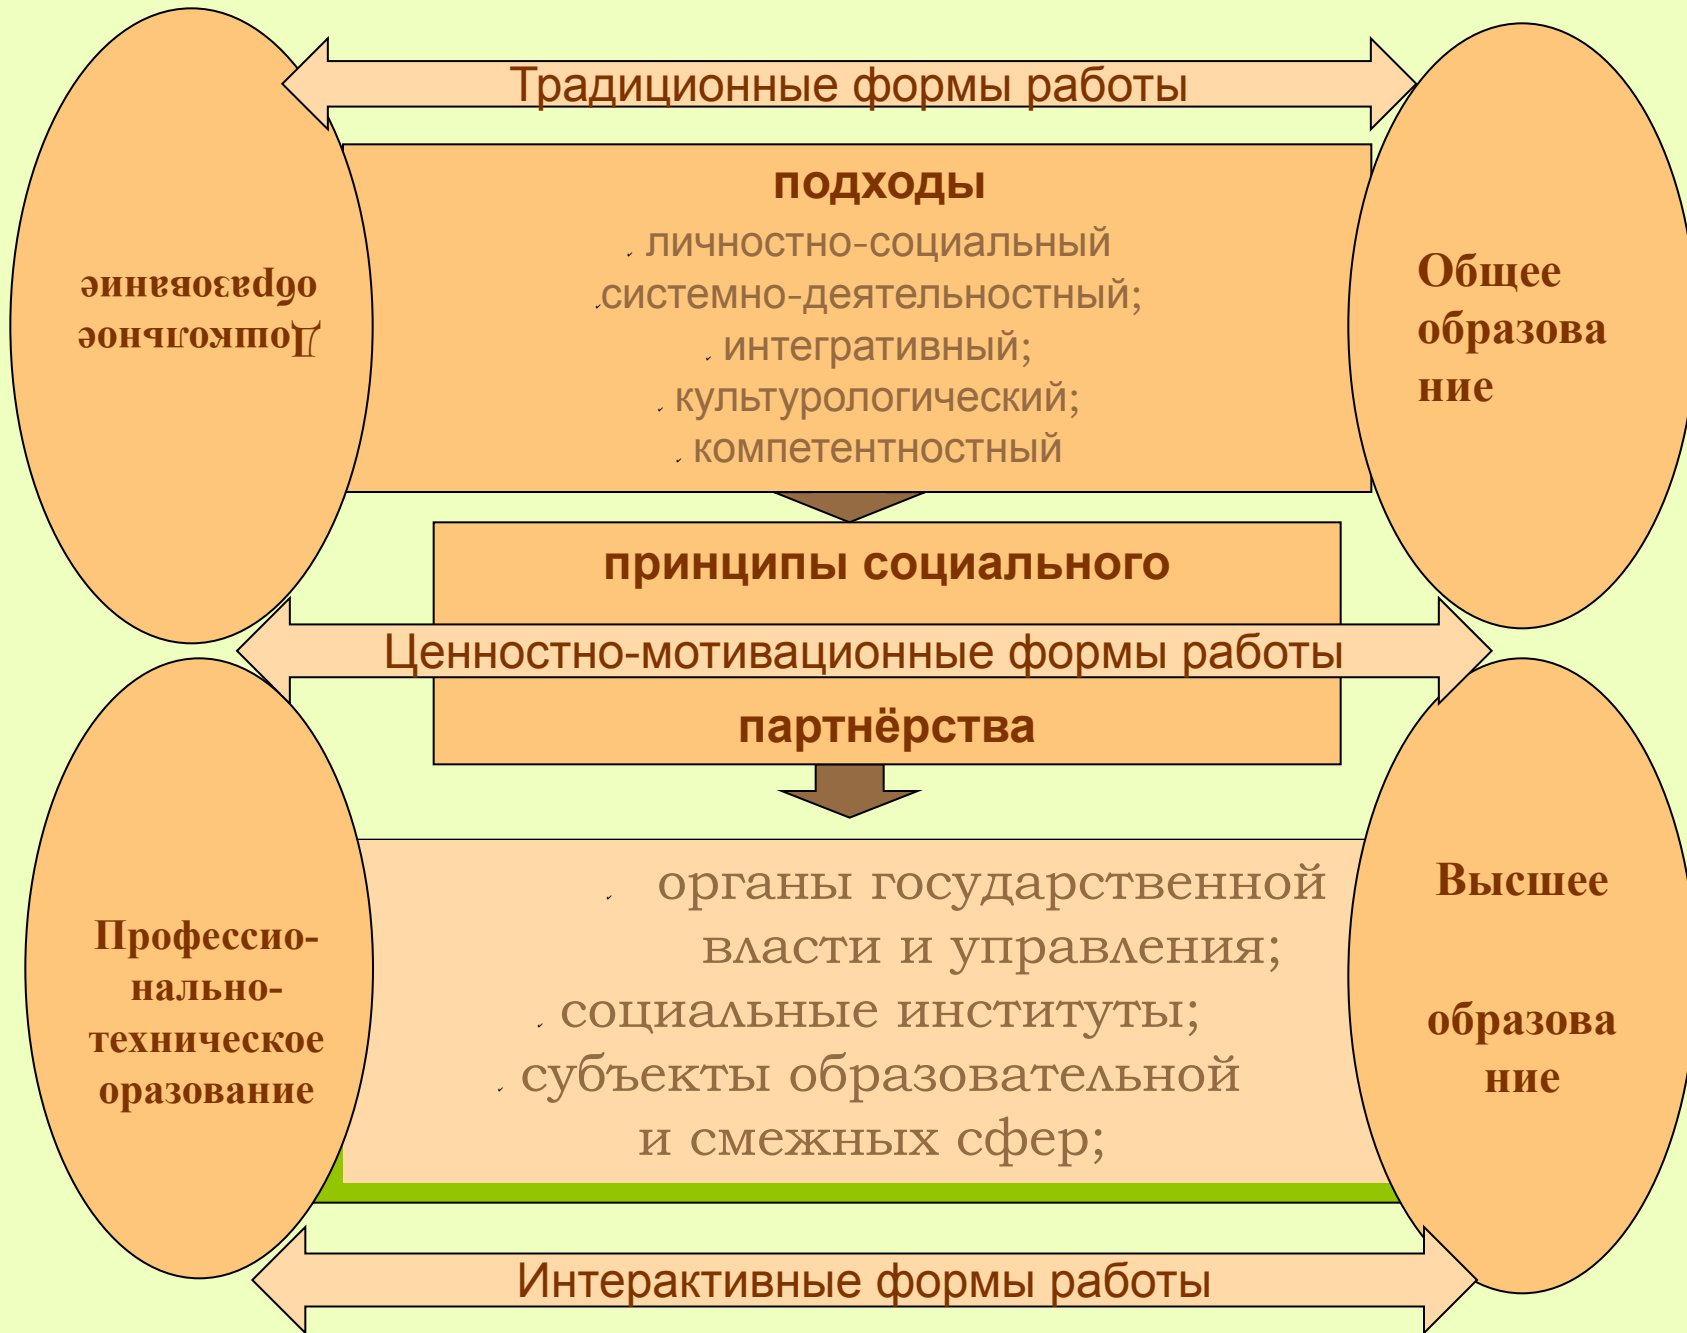 Традиционные формы работы
подходы
личностно-социальный
системно-деятельностный;
интегративный;
культурологический;
компетентностный
Дошкольное
образование
Общее
образова
ние
принципы социального
Ценностно-мотивационные формы работы
партнёрства
Профессио-
нально-
техническое
оразование
органы государственной
власти и управления;
социальные институты;
субъекты образовательной
и смежных сфер;
Высшее
образова
ние
Интерактивные формы работы